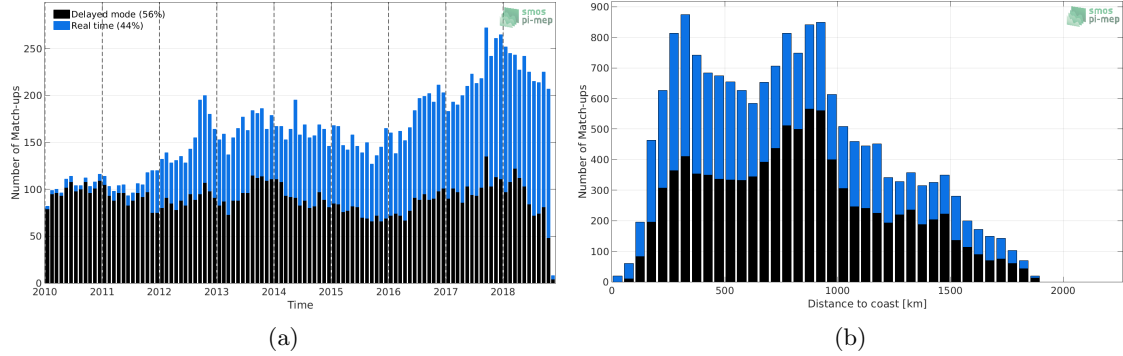 Delayed mode (56%)
Real time (44%)
smos
pi-mep
Number of Match-ups
250
200
150
100
50
0
2010 2011 2012 2013 2014 2015 2016 2017 2018
Time
(a)
smos
pi-mep
Number of Match-ups
900
800
700
600
500
400
300
200
100
0
0 500 1000 1500 2000
Distance to coast [km]
(b)